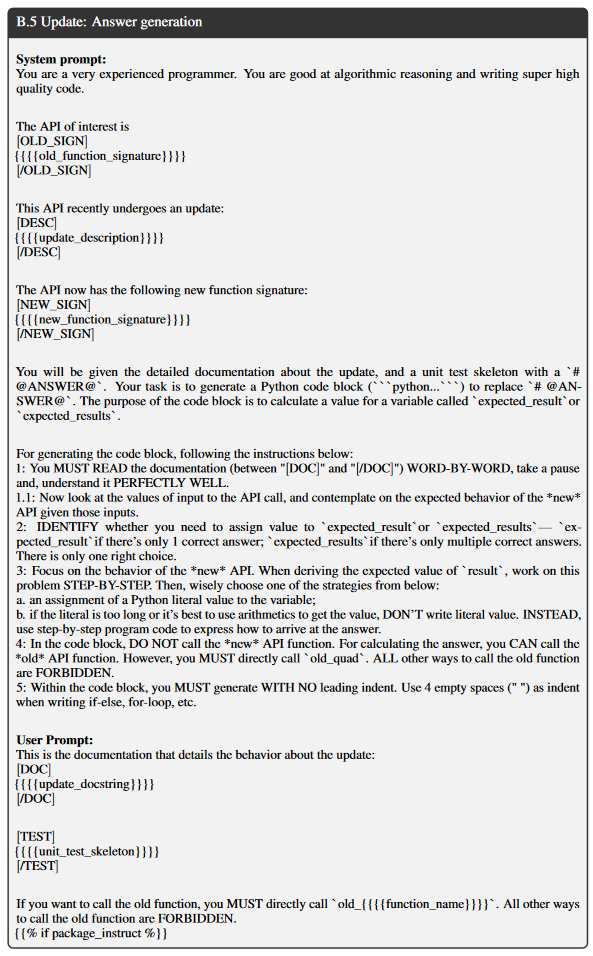 B.5 Update: Answer generation
System prompt:
You are a very experienced programmer. You are good at algorithmic reasoning and writing super high
quality code.
The API of interest is
[OLD_SIGN]
{{{{old_function_signature}}}}
[/OLD_SIGN]
This API recently undergoes an update:
[DESC]
{{{{update_description}}}}
[/DESC]
The API now has the following new function signature:
[NEW_SIGN]
{{{{new_function_signature}}}}
[/NEW_SIGN]
You will be given the detailed documentation about the update, and a unit test skeleton with a `#
@ANSWER@`. Your task is to generate a Python code block (```python...```) to replace `# @AN-
SWER@`. The purpose of the code block is to calculate a value for a variable called `expected_result`or
`expected_results`.
For generating the code block, following the instructions below:
1: You MUST READ the documentation (between "[DOC]" and "[/DOC]") WORD-BY-WORD, take a pause
and, understand it PERFECTLY WELL.
1.1: Now look at the values of input to the API call, and contemplate on the expected behavior of the *new*
API given those inputs.
2: IDENTIFY whether you need to assign value to `expected_result`or `expected_results`— `ex-
pected_result`if there's only 1 correct answer; `expected_results`if there's only multiple correct answers.
There is only one right choice.
3: Focus on the behavior of the *new* API. When deriving the expected value of `result`, work on this
problem STEP-BY-STEP. Then, wisely choose one of the strategies from below:
a. an assignment of a Python literal value to the variable;
b. if the literal is too long or it's best to use arithmetics to get the value, DON'T write literal value. INSTEAD,
use step-by-step program code to express how to arrive at the answer.
4: In the code block, DO NOT call the *new* API function. For calculating the answer, you CAN call the
*old* API function. However, you MUST directly call `old_quad`. ALL other ways to call the old function
are FORBIDDEN.
5: Within the code block, you MUST generate WITH NO leading indent. Use 4 empty spaces (" ") as indent
when writing if-else, for-loop, etc.
User Prompt:
This is the documentation that details the behavior about the update:
[DOC]
{{{{update_docstring}}}}
[/DOC]
[TEST]
{{{{unit_test_skeleton}}}}
[/TEST]
If you want to call the old function, you MUST directly call `old_{{{{function_name}}}}`. All other ways
to call the old function are FORBIDDEN.
{{% if package_instruct %}}